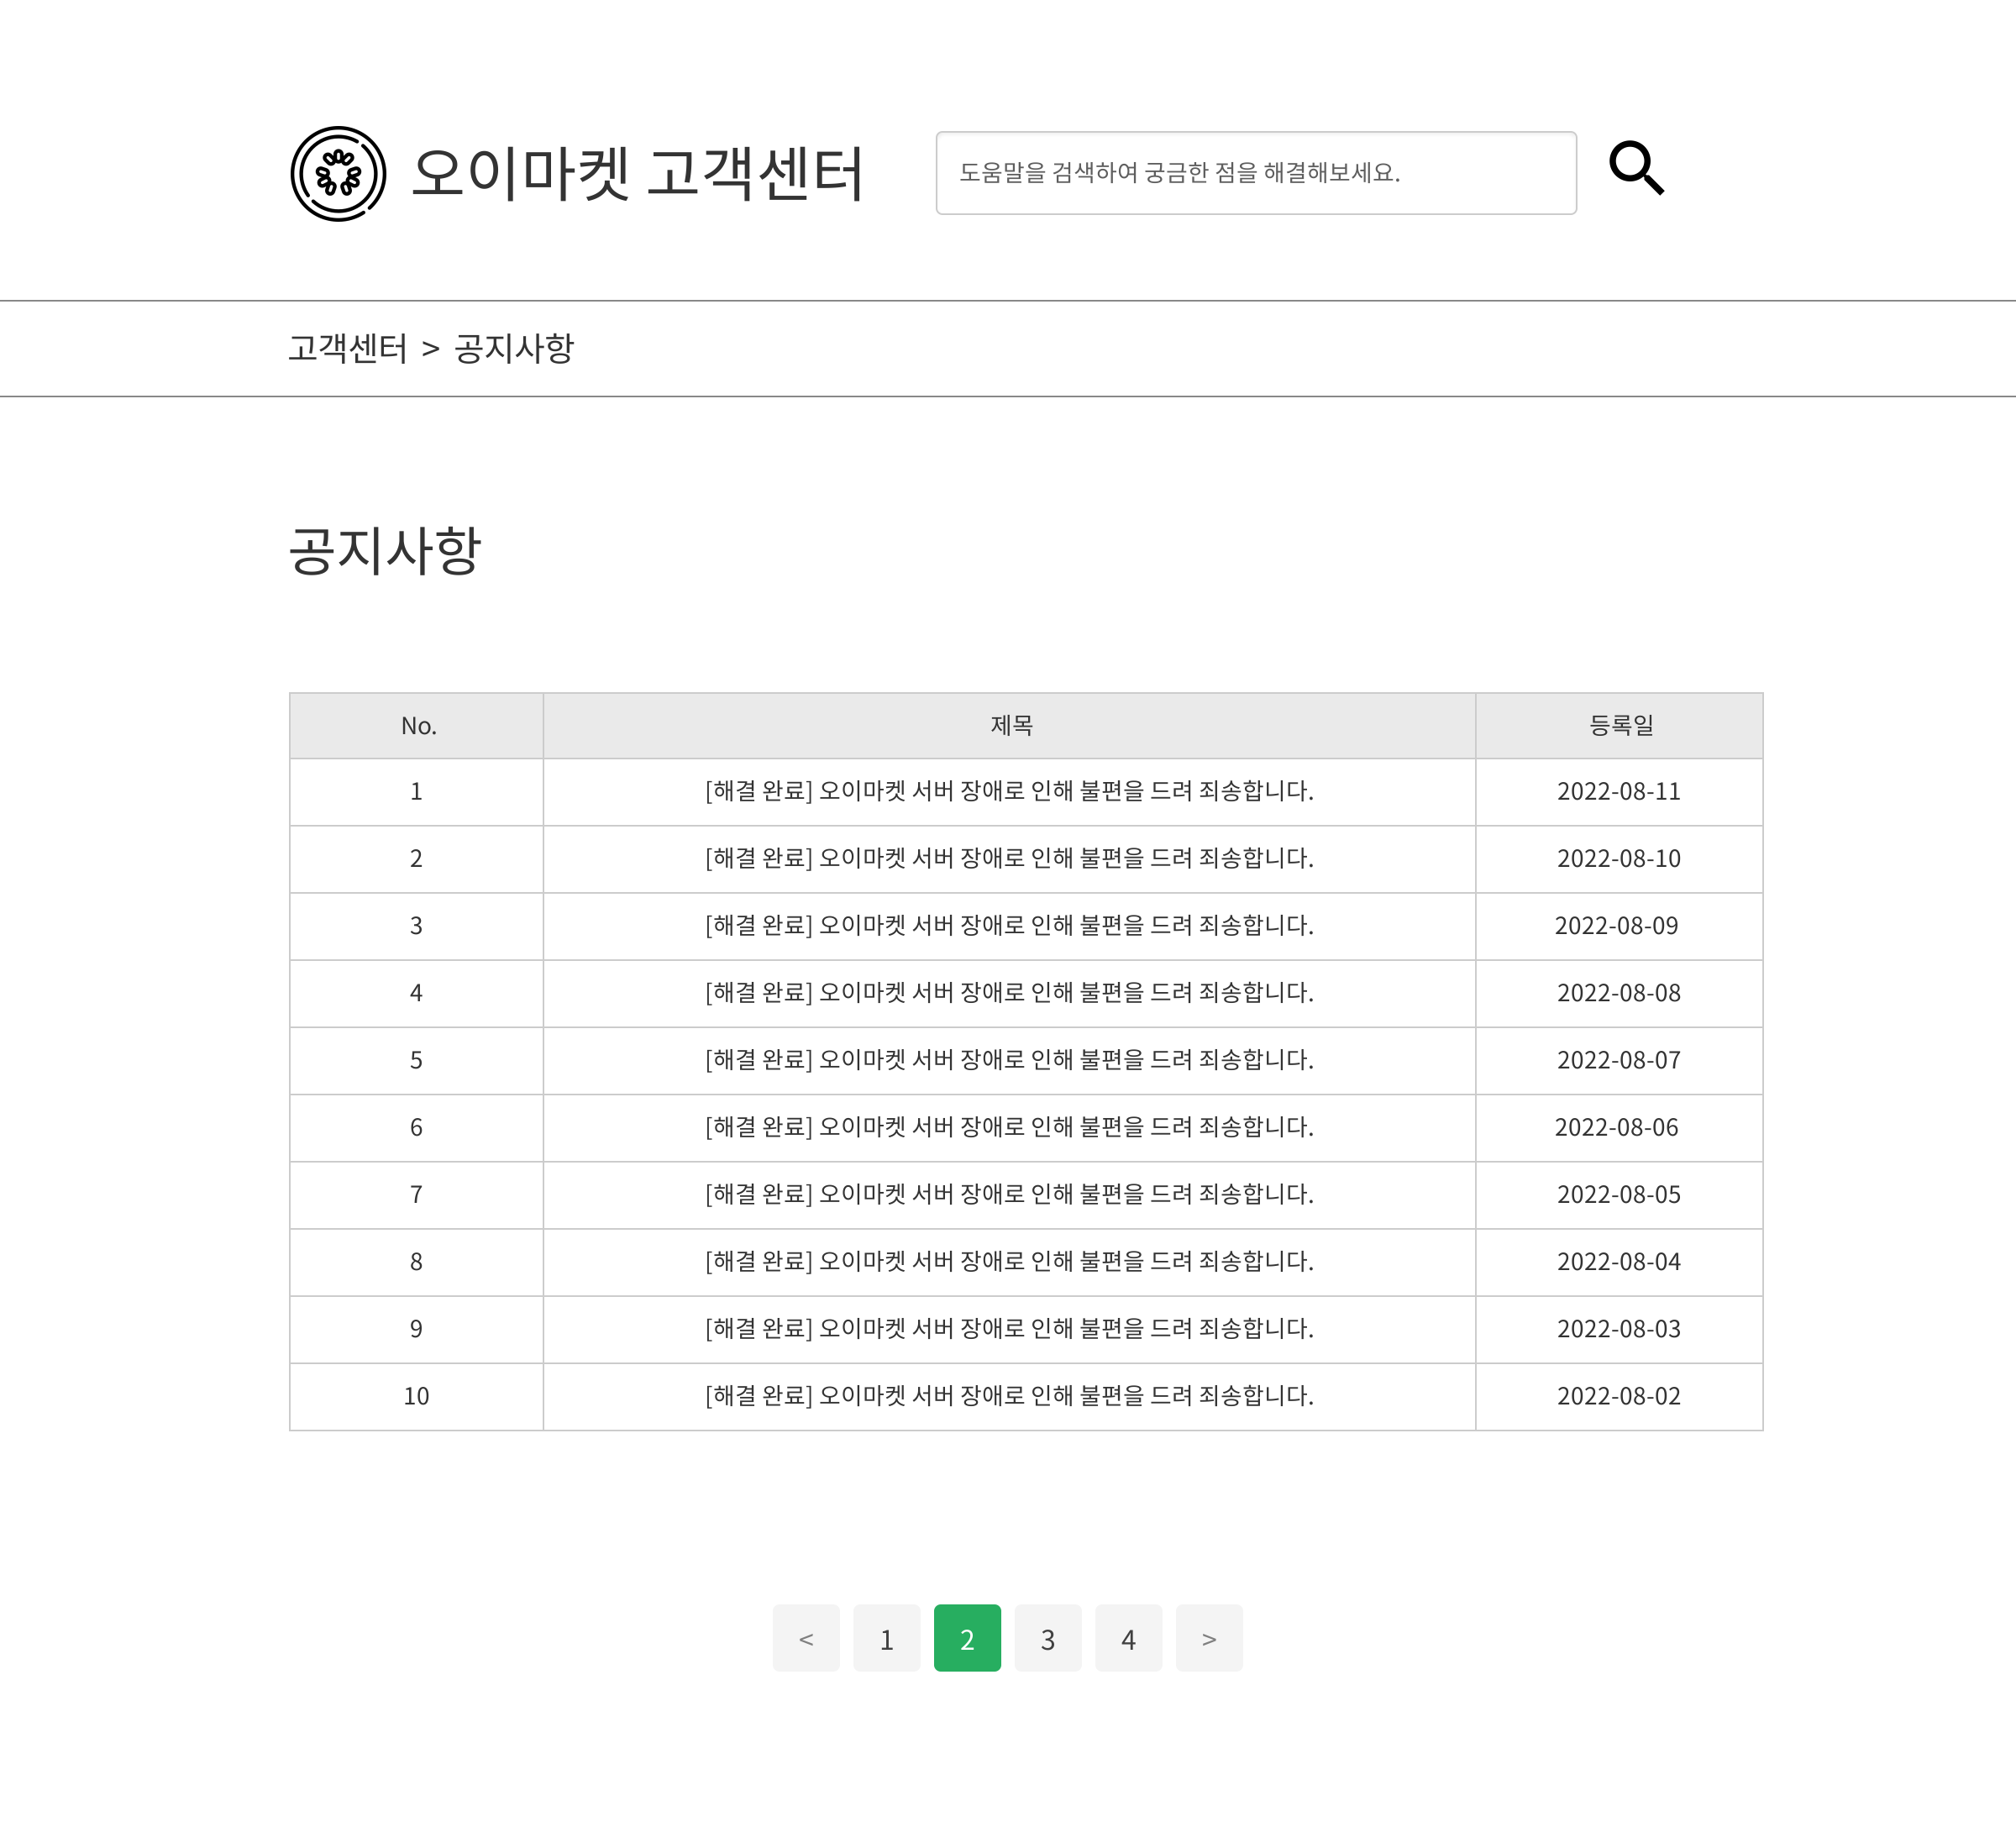 오이마켓 고객센터
도움말을 검색하여 궁금한 점을 해결해보세요.
고객센터 > 공지사항
공지사항
No. 제목 등록일
1 [해결 완료] 오이마켓 서버 장애로 인해 불편을 드려 죄송합니다. 2022-08-11
2 [해결 완료] 오이마켓 서버 장애로 인해 불편을 드려 죄송합니다. 2022-08-10
3 [해결 완료] 오이마켓 서버 장애로 인해 불편을 드려 죄송합니다. 2022-08-09
4 [해결 완료] 오이마켓 서버 장애로 인해 불편을 드려 죄송합니다. 2022-08-08
5 [해결 완료] 오이마켓 서버 장애로 인해 불편을 드려 죄송합니다. 2022-08-07
6 [해결 완료] 오이마켓 서버 장애로 인해 불편을 드려 죄송합니다. 2022-08-06
7 [해결 완료] 오이마켓 서버 장애로 인해 불편을 드려 죄송합니다. 2022-08-05
8 [해결 완료] 오이마켓 서버 장애로 인해 불편을 드려 죄송합니다. 2022-08-04
9 [해결 완료] 오이마켓 서버 장애로 인해 불편을 드려 죄송합니다. 2022-08-03
10 [해결 완료] 오이마켓 서버 장애로 인해 불편을 드려 죄송합니다. 2022-08-02
< 1 2 3 4 >